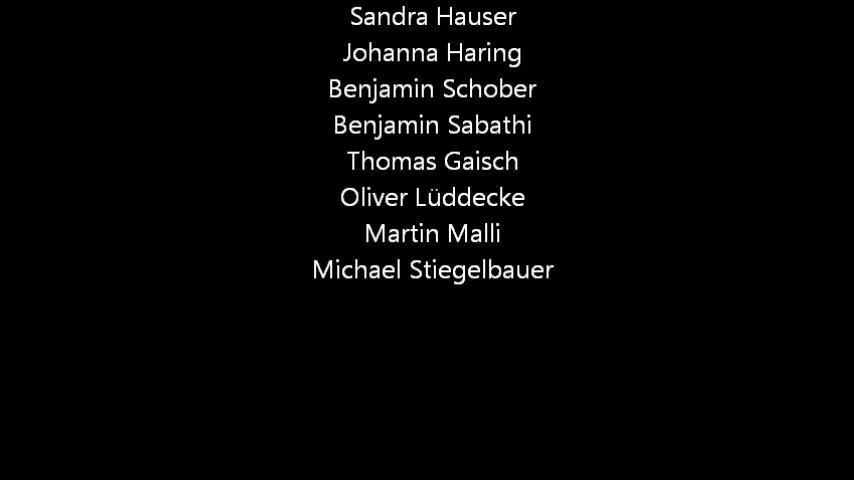 Sandra Hauser
Johanna Haring
Benjamin Schober
Benjamin Sabathi
Thomas Gaisch
Oliver Lüddecke
Martin Malli
Michael Stiegelbauer